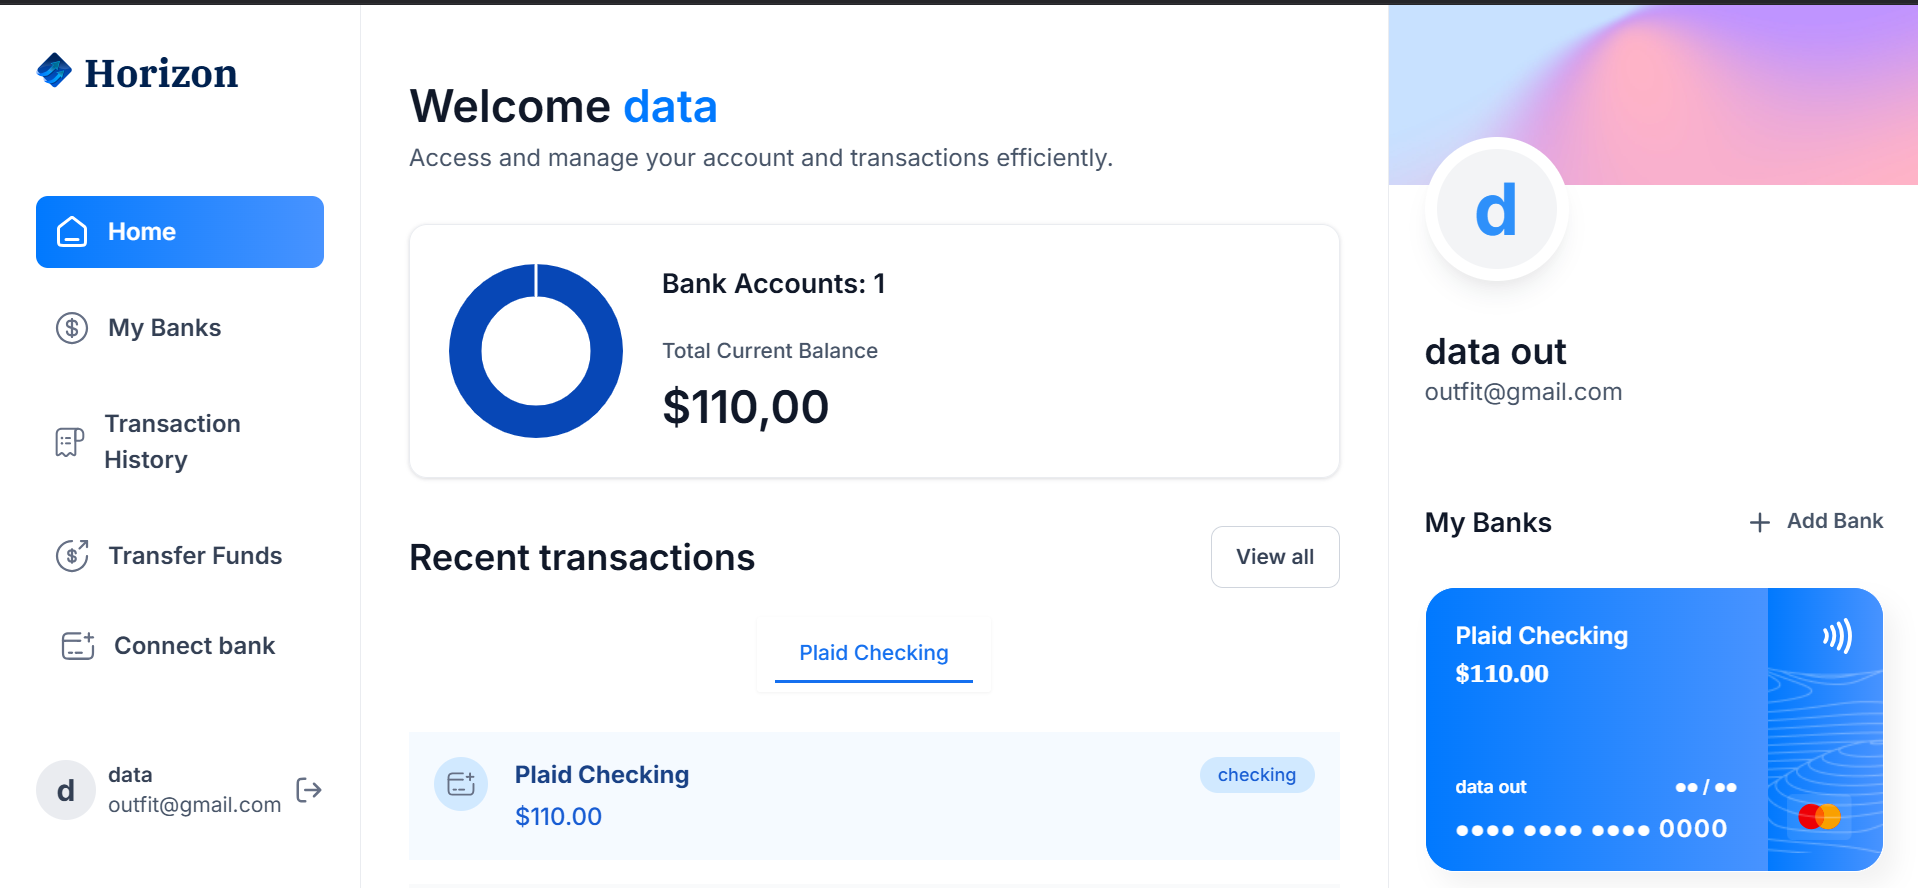 Horizon
Home
My Banks
Transaction
History
Transfer Funds
Connect bank
d
data
outfit@gmail.com
Welcome data
Access and manage your account and transactions efficiently.
Bank Accounts: 1
Total Current Balance
$110,00
Recent transactions
View all
Plaid Checking
Plaid Checking
checking
$110.00
d
data out
outfit@gmail.com
My Banks
Add Bank
Plaid Checking
$110.00
data out
●● / ●●
●●●● ●●●● ●●●● 0000